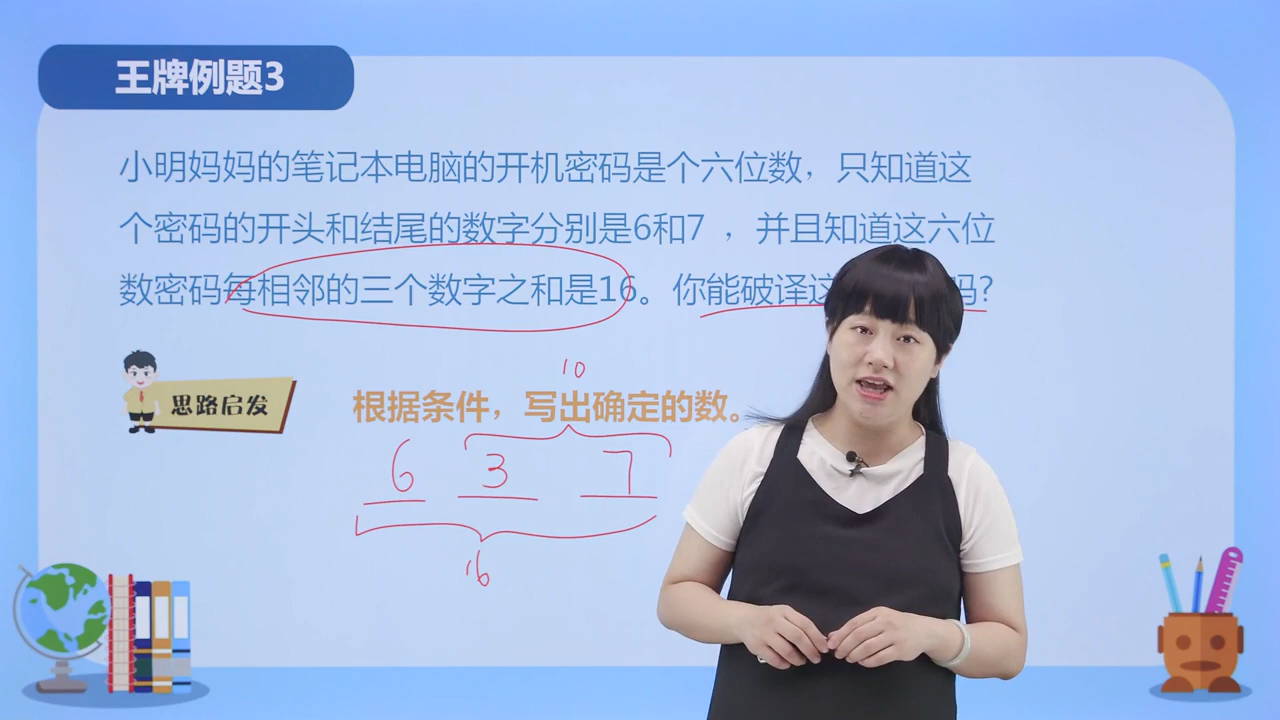 王牌例题3
小明妈妈的笔记本电脑的开机密码是个六位数，只知道这
个密码的开头和结尾的数字分别是6和7 ，并且知道这六位
数密码每相邻的三个数字之和是16。你能破译这 吗?
思路启发
10
根据条件，写出确定的数。
6 3 7
16